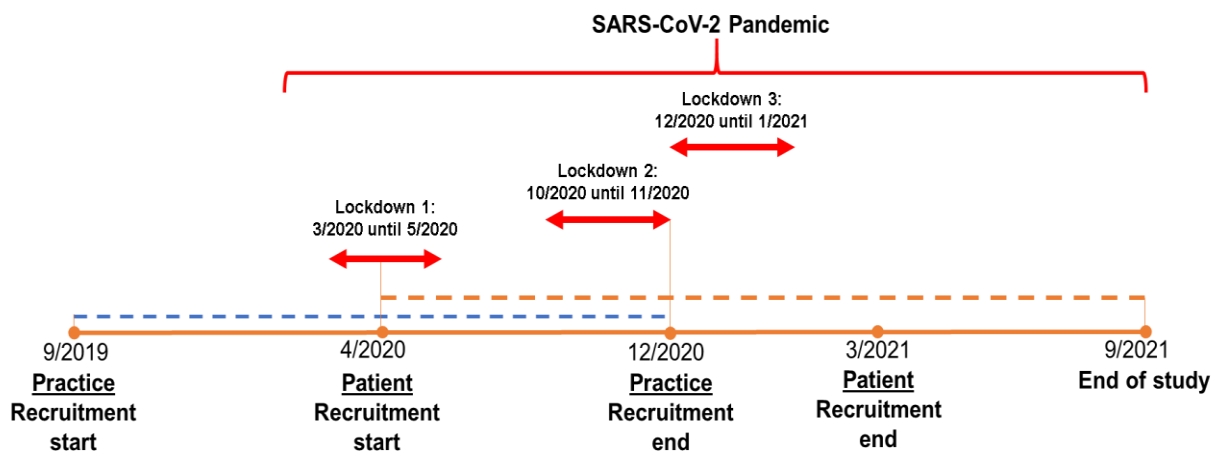 SARS-CoV-2 Pandemic
Lockdown 3:
12/2020 until 1/2021
Lockdown 2:
10/2020 until 11/2020
Lockdown 1:
3/2020 until 5/2020
9/2019
Practice
Recruitment
start
4/2020
Patient
Recruitment
start
12/2020
Practice
Recruitment
end
3/2021
Patient
Recruitment
end
9/2021
End of study